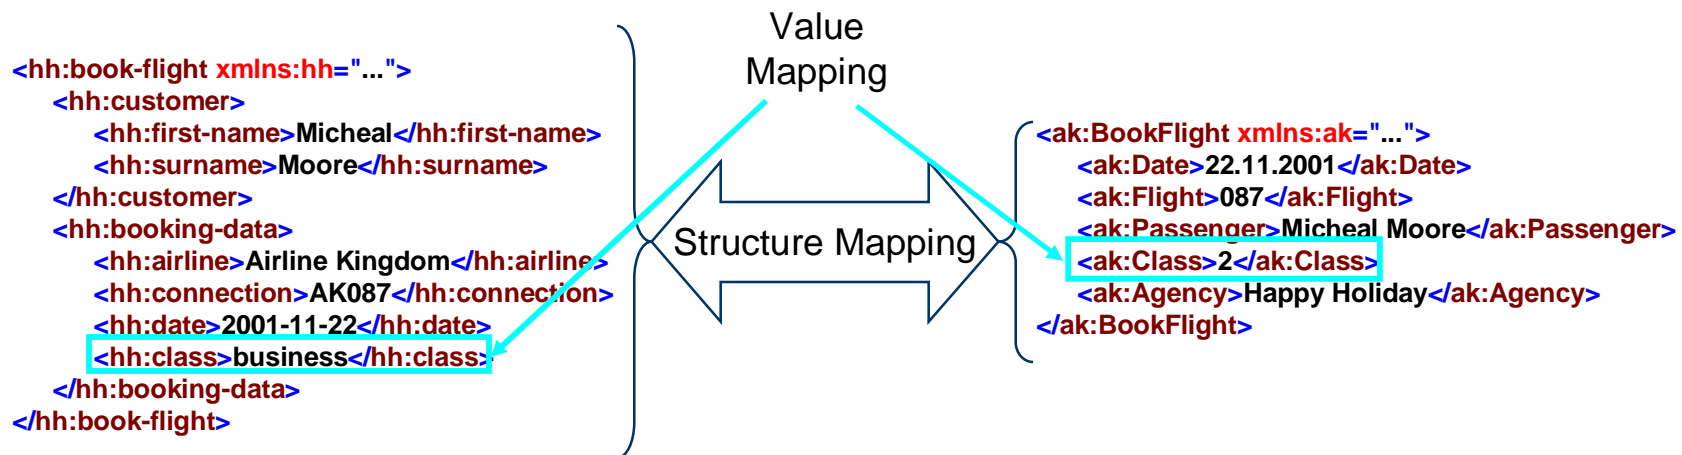 Value
Mapping
<hh:book-flight xmlns:hh="...">
<hh:customer>
<hh:first-name>Micheal</hh:first-name>
<hh:surname>Moore</hh:surname>
</hh:customer>
<hh:booking-data>
<hh:airline>Airline Kingdom</hh:airline>
<hh:connection>AK087</hh:connection>
<hh:date>2001-11-22</hh:date>
<hh:class>business</hh:class>
</hh:booking-data>
</hh:book-flight>
Structure Mapping
<ak:BookFlight xmlns:ak="...">
<ak:Date>22.11.2001</ak:Date>
<ak:Flight>087</ak:Flight>
<ak:Passenger>Micheal Moore</ak:Passenger>
<ak:Class>2</ak:Class>
<ak:Agency>Happy Holiday</ak:Agency>
</ak:BookFlight>